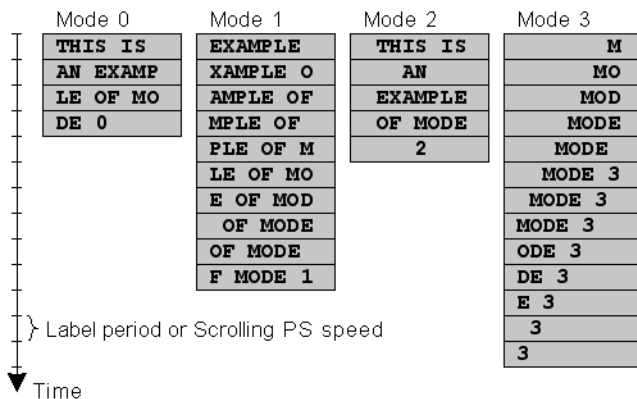 Mode 0 Mode 1 Mode 2 Mode 3
THIS IS EXAMPLE THIS IS M
AN EXAMP XAMPLE O AN MO
LE OF MO AMPLE OF EXAMPLE MOD
DE 0 MPLE OF OF MODE MODE
PLE OF M 2 MODE
LE OF MO MODE 3
E OF MOD MODE 3
OF MODE MODE 3
OF MODE ODE 3
F MODE 1 DE 3
E 3
} Label period or Scrolling PS speed 3
3
Time